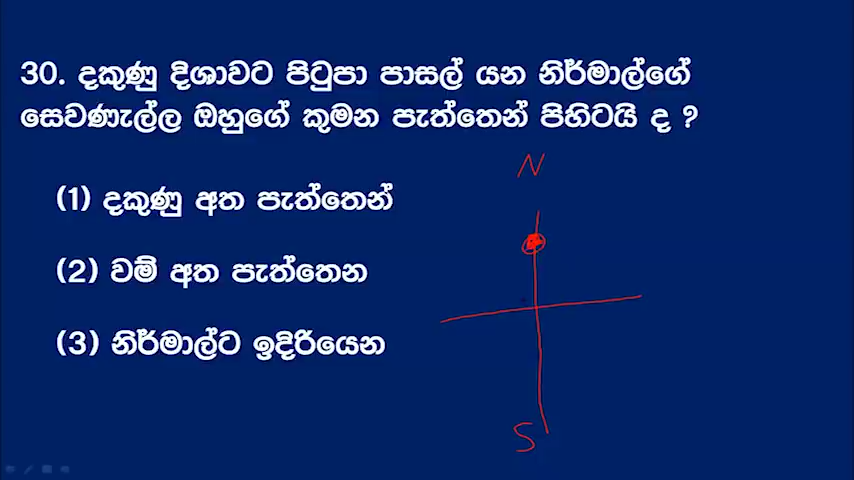 30. දකුණු දිශාවට පිටුපා පාසල් යන නිර්මාල්ගේ
සෙවණැල්ල ඔහුගේ කුමන පැත්තෙන් පිහිටයි ද ?
(1) දකුණු අත පැත්තෙන්
(2) වම් අත පැත්තෙන
(3) නිර්මාල්ට ඉදිරියෙන
N
S